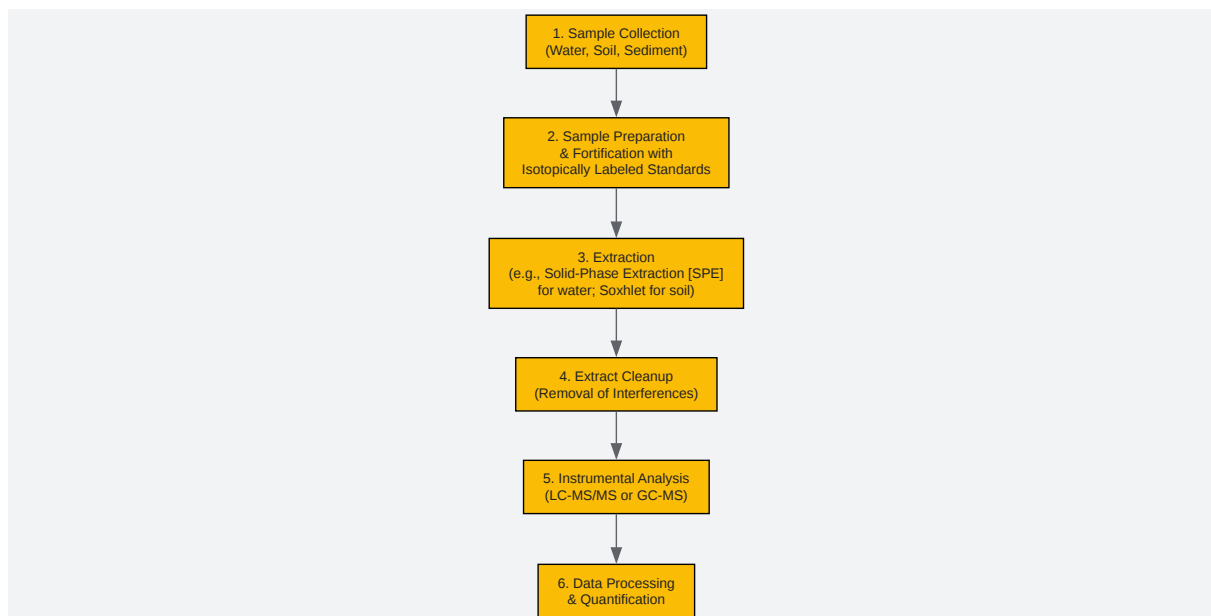 1. Sample Collection
(Water, Soil, Sediment)
2. Sample Preparation
& Fortification with
Isotopically Labeled Standards
3. Extraction
(e.g., Solid-Phase Extraction [SPE]
for water; Soxhlet for soil)
4. Extract Cleanup
(Removal of Interferences)
5. Instrumental Analysis
(LC-MS/MS or GC-MS)
6. Data Processing
& Quantification